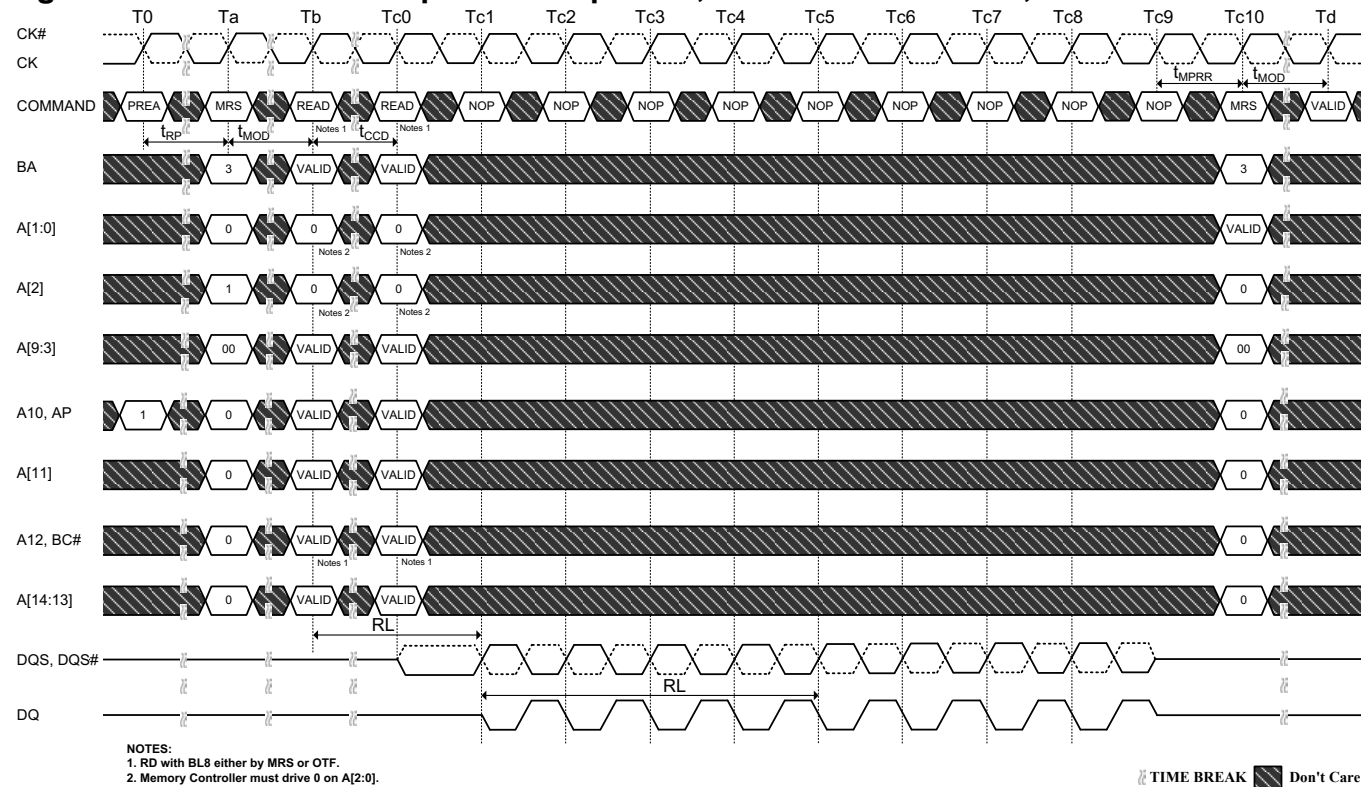 T0 Ta Tb Tc0 Tc1 Tc2 Tc3 Tc4 Tc5 Tc6 Tc7 Tc8 Tc9 Tc10 Td
CK#
CK
tMPRR tMOD
COMMAND PREA MRS READ READ NOP NOP NOP NOP NOP NOP NOP NOP NOP MRS VALID
Notes 1 Notes 1
tRP tMOD tCCD
BA 3 VALID VALID 3
A[1:0] 0 0 0 VALID
Notes 2 Notes 2
A[2] 1 0 0 0
Notes 2 Notes 2
A[9:3] 00 VALID VALID 00
A10, AP 1 0 VALID VALID 0
A[11] 0 VALID VALID 0
A12, BC# 0 VALID VALID 0
Notes 1 Notes 1
A[14:13] 0 VALID VALID 0
RL
DQS, DQS#
RL
DQ
NOTES:
1. RD with BL8 either by MRS or OTF.
2. Memory Controller must drive 0 on A[2:0].
TIME BREAK Don't Care